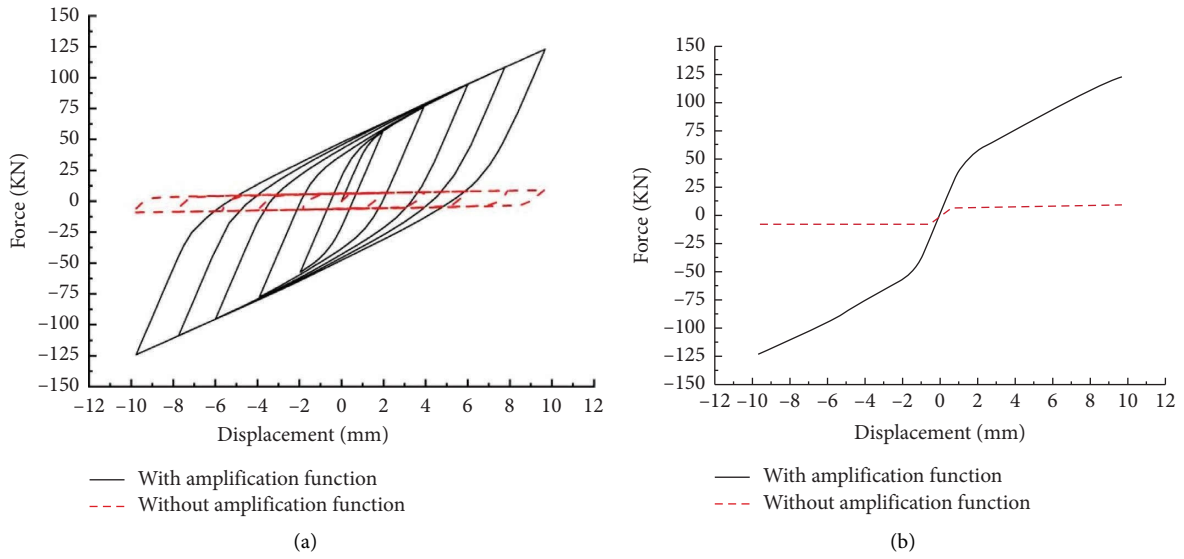 150
125
100
75
50
25
0
−25
−50
−75
−100
−125
−150
Force (KN)
−12 −10 −8 −6 −4 −2 0 2 4 6 8 10 12
Displacement (mm)
With amplification function
Without amplification function
(a)
150
125
100
75
50
25
0
−25
−50
−75
−100
−125
−150
Force (KN)
−12 −10 −8 −6 −4 −2 0 2 4 6 8 10 12
Displacement (mm)
With amplification function
Without amplification function
(b)